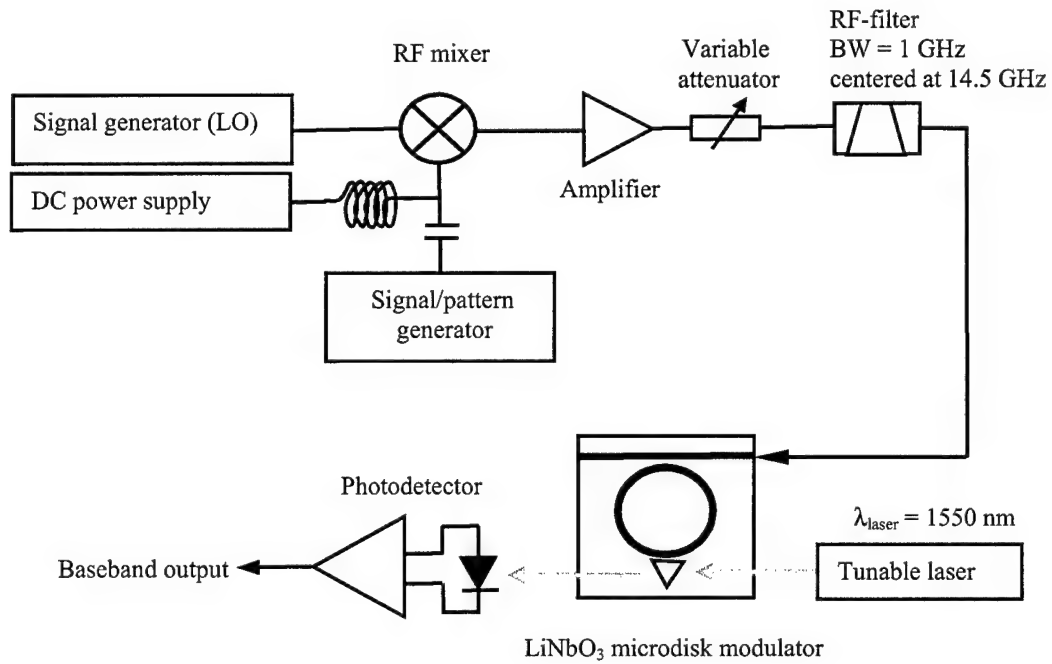 RF mixer
Variable
attenuator
RF-filter
BW = 1 GHz
centered at 14.5 GHz
Signal generator (LO)
DC power supply
Amplifier
Signal/pattern
generator
Photodetector
λlaser = 1550 nm
Baseband output
Tunable laser
LiNbO₃ microdisk modulator